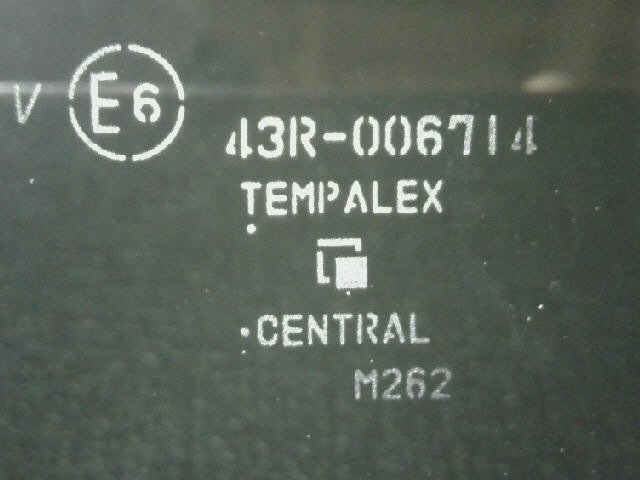 V E6
43R-006714
TEMPALEX
CENTRAL
M262